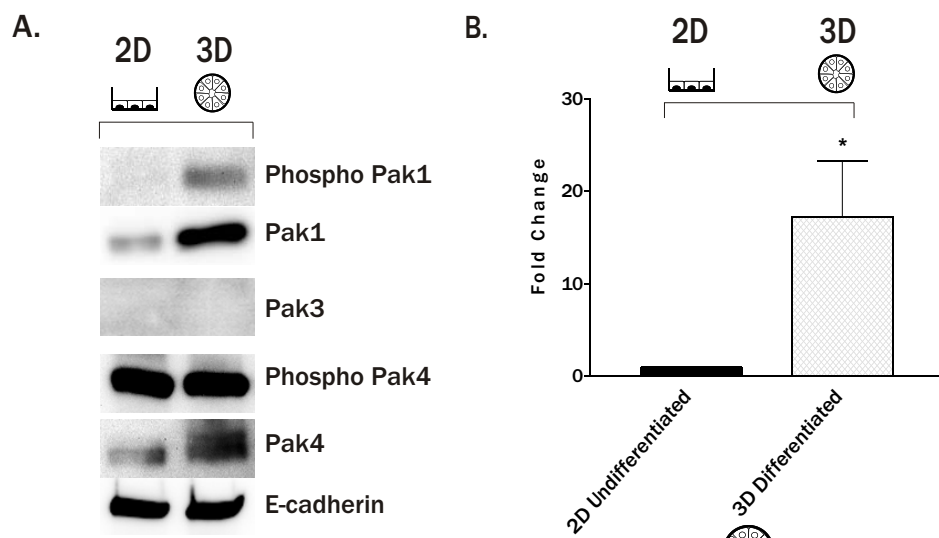 A.
2D 3D
Phospho Pak1
Pak1
Pak3
Phospho Pak4
Pak4
E-cadherin
B.
2D 3D
30
20
10
0
Fold Change
*
2D Undifferentiated
3D Differentiated